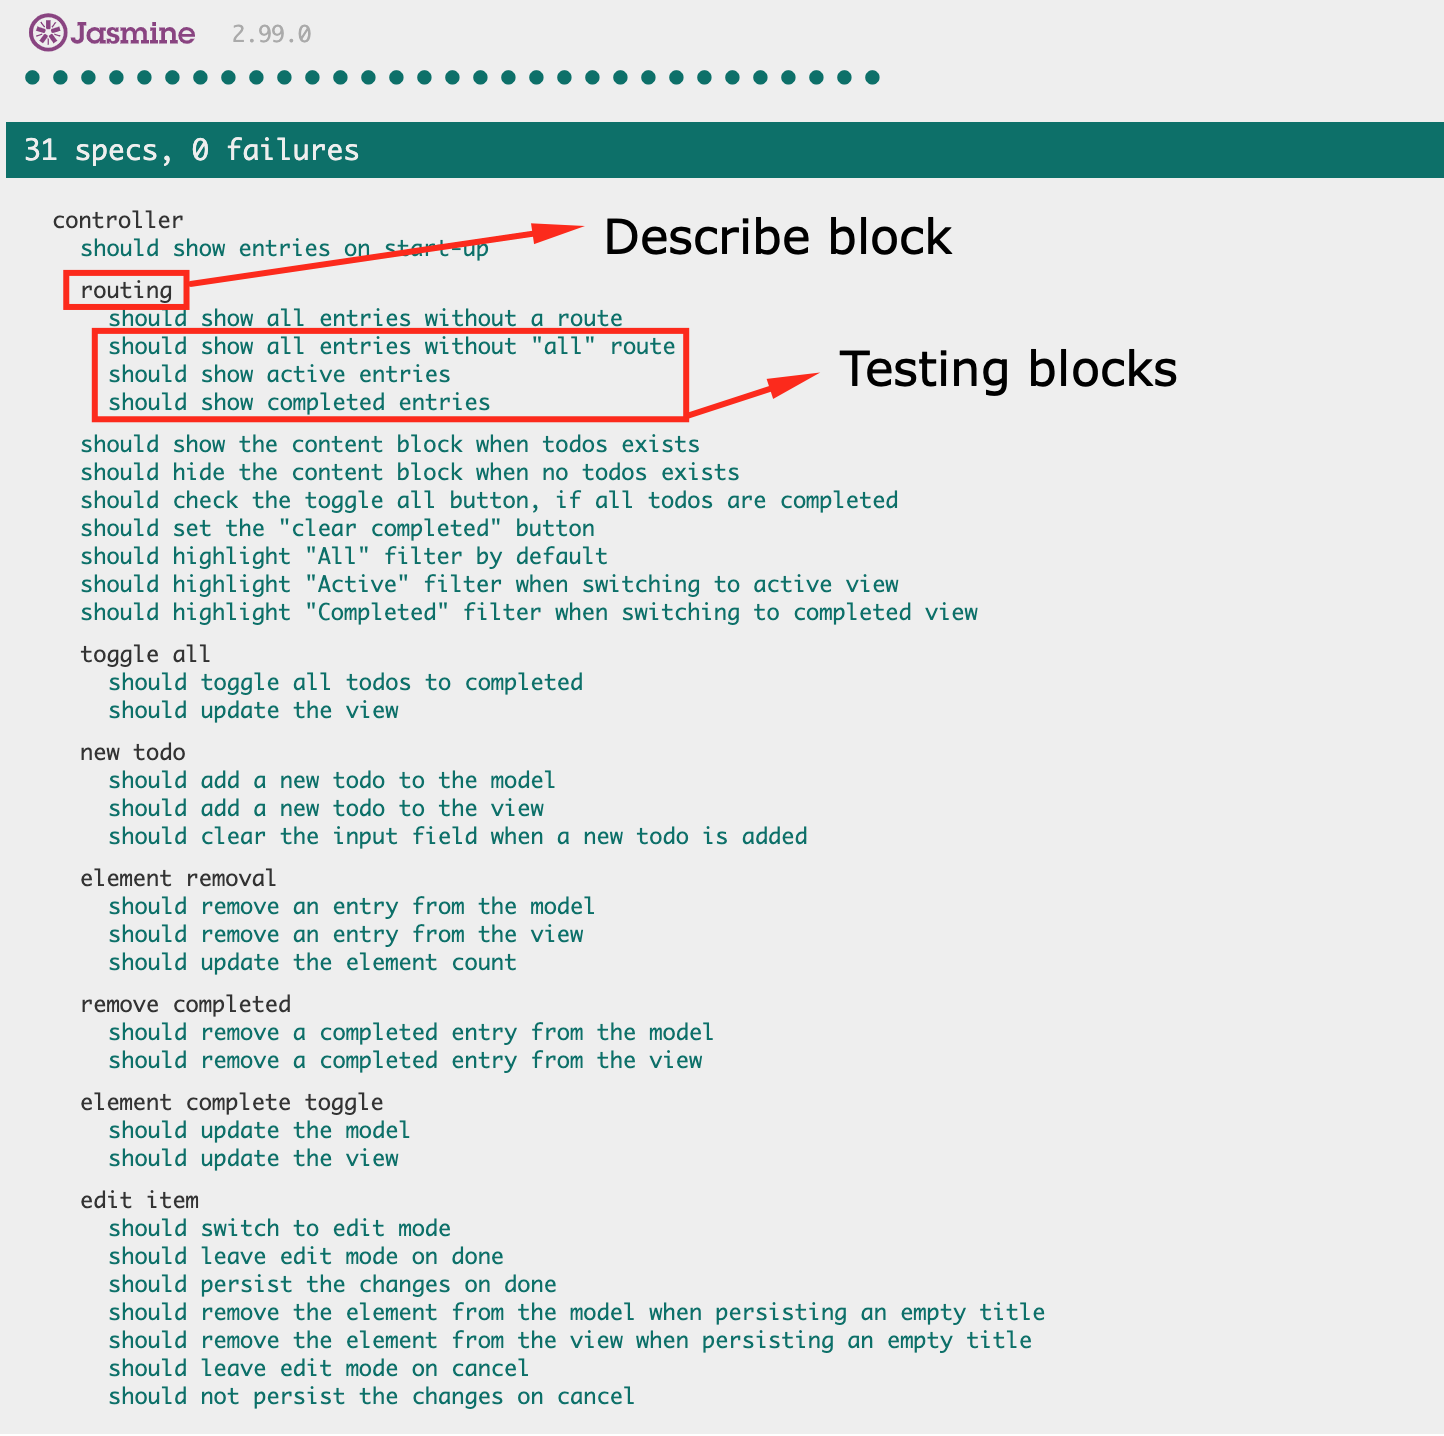 Jasmine 2.99.0
31 specs, 0 failures
controller
should show entries on start-up
Describe block
routing
should show all entries without a route
should show all entries without "all" route
should show active entries
Testing blocks
should show completed entries
should show the content block when todos exists
should hide the content block when no todos exists
should check the toggle all button, if all todos are completed
should set the "clear completed" button
should highlight "All" filter by default
should highlight "Active" filter when switching to active view
should highlight "Completed" filter when switching to completed view
toggle all
should toggle all todos to completed
should update the view
new todo
should add a new todo to the model
should add a new todo to the view
should clear the input field when a new todo is added
element removal
should remove an entry from the model
should remove an entry from the view
should update the element count
remove completed
should remove a completed entry from the model
should remove a completed entry from the view
element complete toggle
should update the model
should update the view
edit item
should switch to edit mode
should leave edit mode on done
should persist the changes on done
should remove the element from the model when persisting an empty title
should remove the element from the view when persisting an empty title
should leave edit mode on cancel
should not persist the changes on cancel